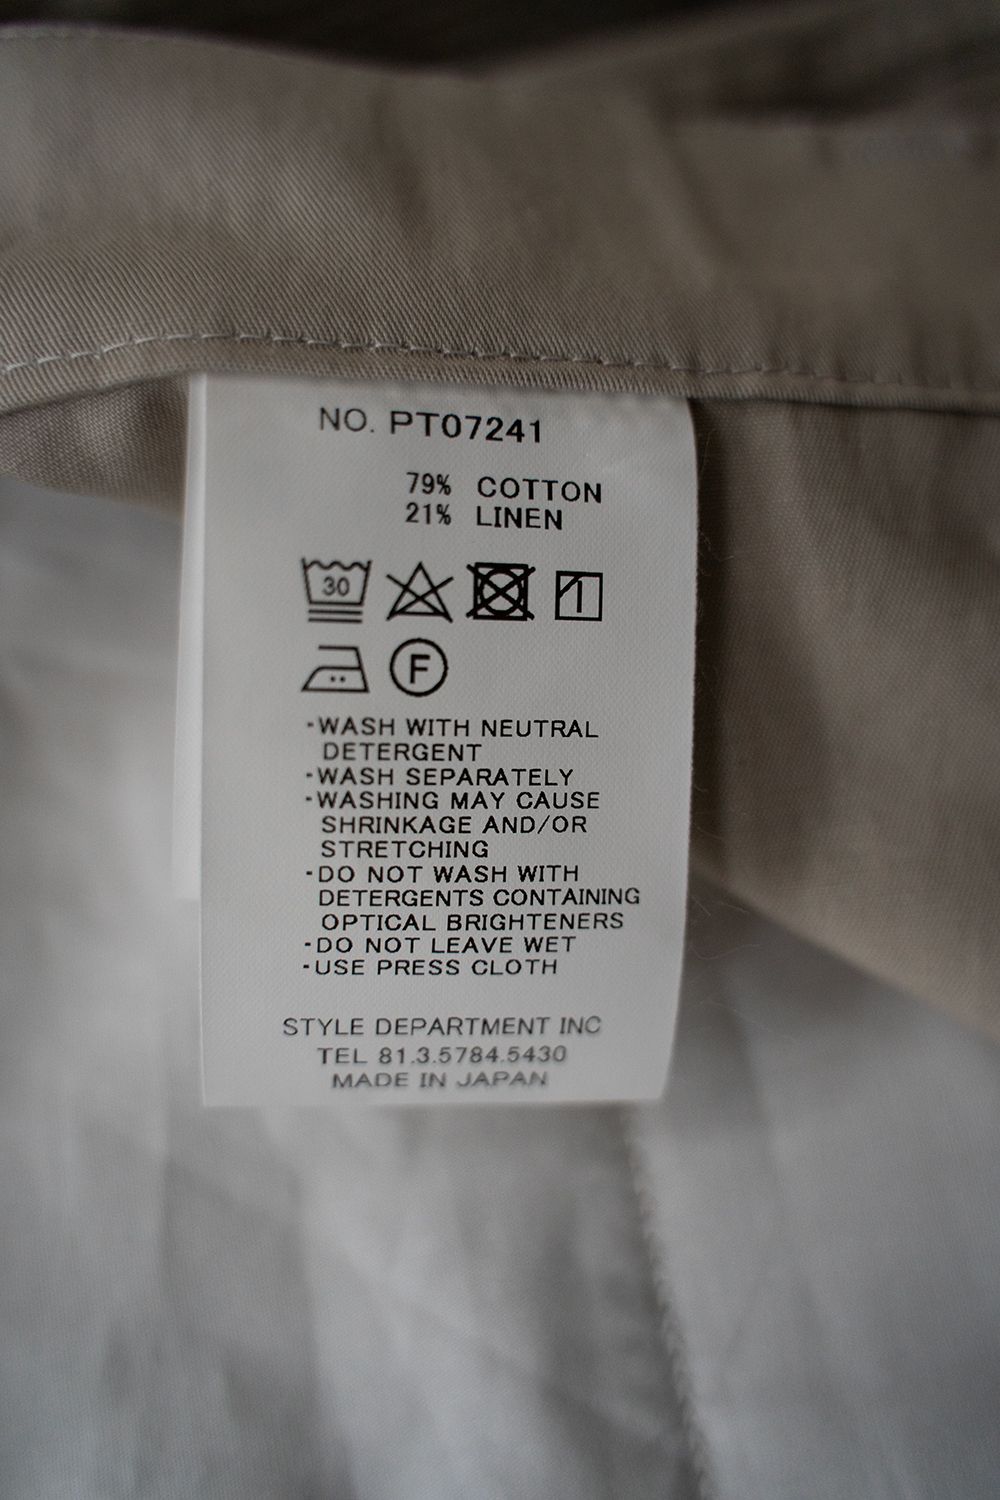 NO. PT07241
79% COTTON
21% LINEN
30
F
·WASH WITH NEUTRAL
DETERGENT
·WASH SEPARATELY
·WASHING MAY CAUSE
SHRINKAGE AND/OR
STRETCHING
·DO NOT WASH WITH
DETERGENTS CONTAINING
OPTICAL BRIGHTENERS
·DO NOT LEAVE WET
·USE PRESS CLOTH
STYLE DEPARTMENT INC
TEL 81.3.5784.5430
MADE IN JAPAN